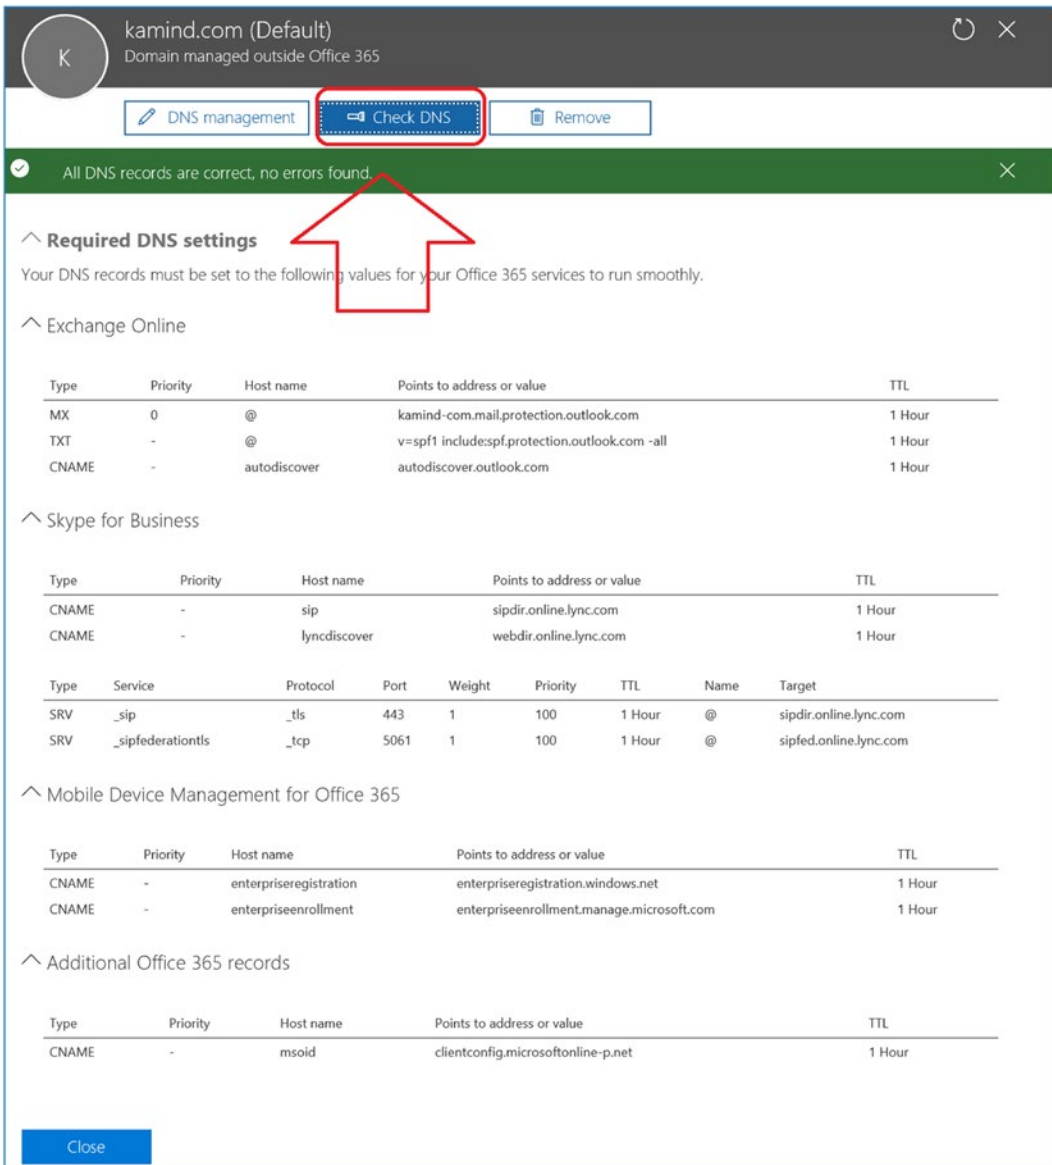 kamind.com (Default)
K
Domain managed outside Office 365
DNS management
Check DNS
Remove
All DNS records are correct, no errors found.
Required DNS settings
Your DNS records must be set to the following values for your Office 365 services to run smoothly.
Exchange Online
Type Priority Host name Points to address or value TTL
MX 0 @ kamind-com.mail.protection.outlook.com 1 Hour
TXT - @ v=spf1 include:spf.protection.outlook.com -all 1 Hour
CNAME - autodiscover autodiscover.outlook.com 1 Hour
Skype for Business
Type Priority Host name Points to address or value TTL
CNAME - sip sipdir.online.lync.com 1 Hour
CNAME - lyncdiscover webdir.online.lync.com 1 Hour
Type Service Protocol Port Weight Priority TTL Name Target
SRV _sip _tls 443 1 100 1 Hour @ sipdir.online.lync.com
SRV _sipfederationtls _tcp 5061 1 100 1 Hour @ sipfed.online.lync.com
Mobile Device Management for Office 365
Type Priority Host name Points to address or value TTL
CNAME - enterpriseregistration enterpriseregistration.windows.net 1 Hour
CNAME - enterpriseenrollment enterpriseenrollment.manage.microsoft.com 1 Hour
Additional Office 365 records
Type Priority Host name Points to address or value TTL
CNAME - msoid clientconfig.microsoftonline-p.net 1 Hour
Close